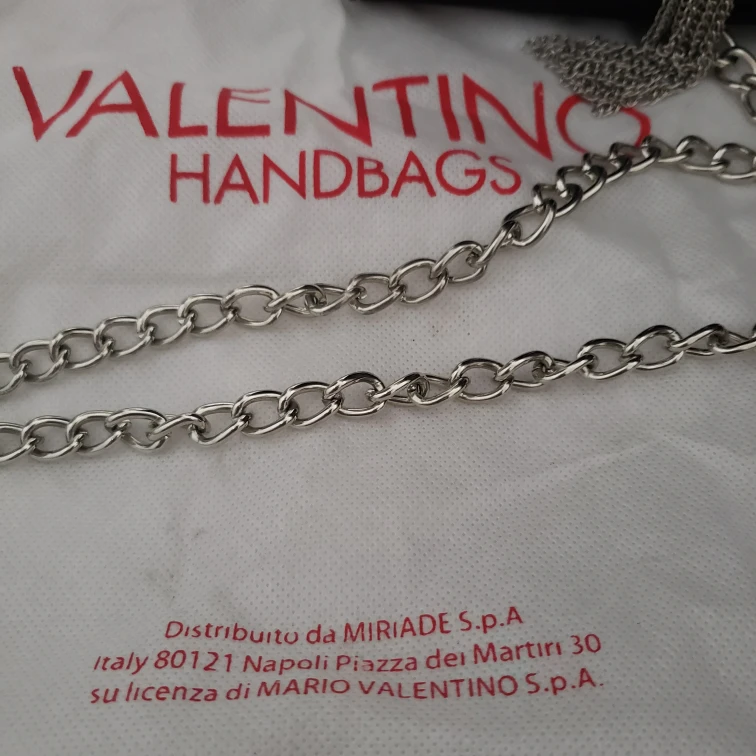 VALENTINO
HANDBAGS
Distribuito da MIRIADE S.p.A
Italy 80121 Napoli Piazza dei Martiri 30
su licenza di MARIO VALENTINO S.p.A.